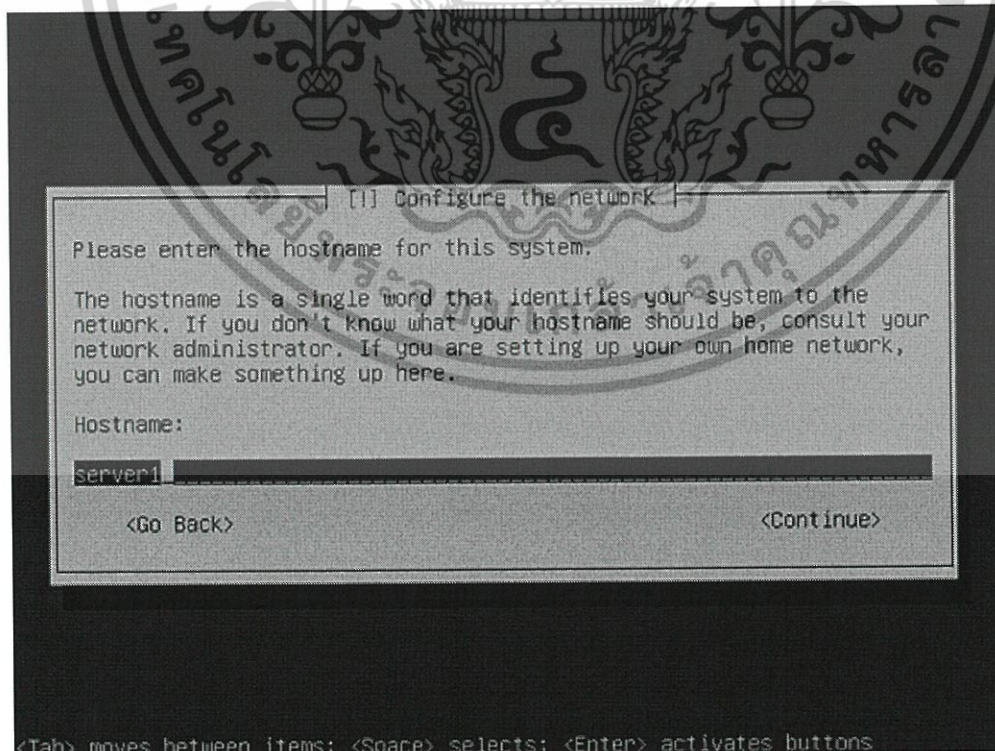 [!] Configure the network
Please enter the hostname for this system.
The hostname is a single word that identifies your system to the
network. If you don't know what your hostname should be, consult your
network administrator. If you are setting up your own home network,
you can make something up here.
Hostname:
server1
<Go Back> <Continue>
<Tab> moves between items; <Space> selects; <Enter> activates buttons